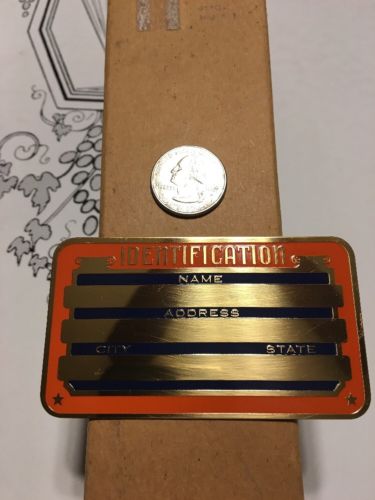 IDENTIFICATION
NAME
ADDRESS
CITY STATE